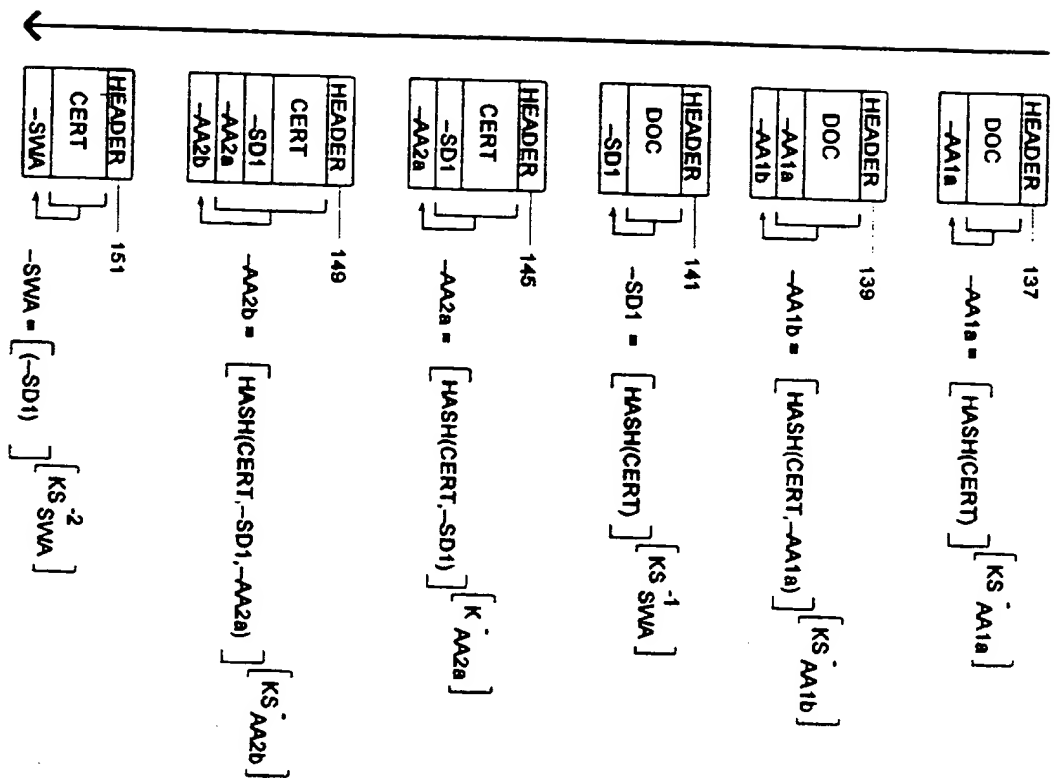 HEADER
DOC
–AA1a
137
–AA1a = [HASH(CERT)] [KS⁻ AA1a]
HEADER
DOC
–AA1a
–AA1b
139
–AA1b = [HASH(CERT,–AA1a)] [KS⁻ AA1b]
HEADER
DOC
–SD1
141
–SD1 = [HASH(CERT)] [KS⁻¹ SWA]
HEADER
CERT
–SD1
–AA2a
145
–AA2a = [HASH(CERT,–SD1)] [K⁻ AA2a]
HEADER
CERT
–SD1
–AA2a
–AA2b
149
–AA2b = [HASH(CERT,–SD1,–AA2a)] [KS⁻ AA2b]
HEADER
CERT
–SWA
151
–SWA = [(–SD1)] [KS⁻² SWA]